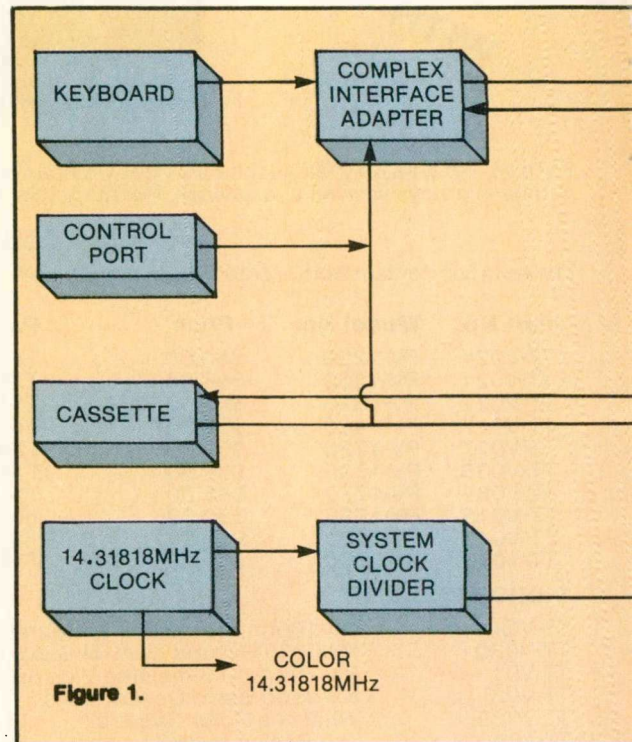 KEYBOARD
COMPLEX
INTERFACE
ADAPTER
CONTROL
PORT
CASSETTE
14.31818MHz
CLOCK
SYSTEM
CLOCK
DIVIDER
COLOR
14.31818MHz
Figure 1.